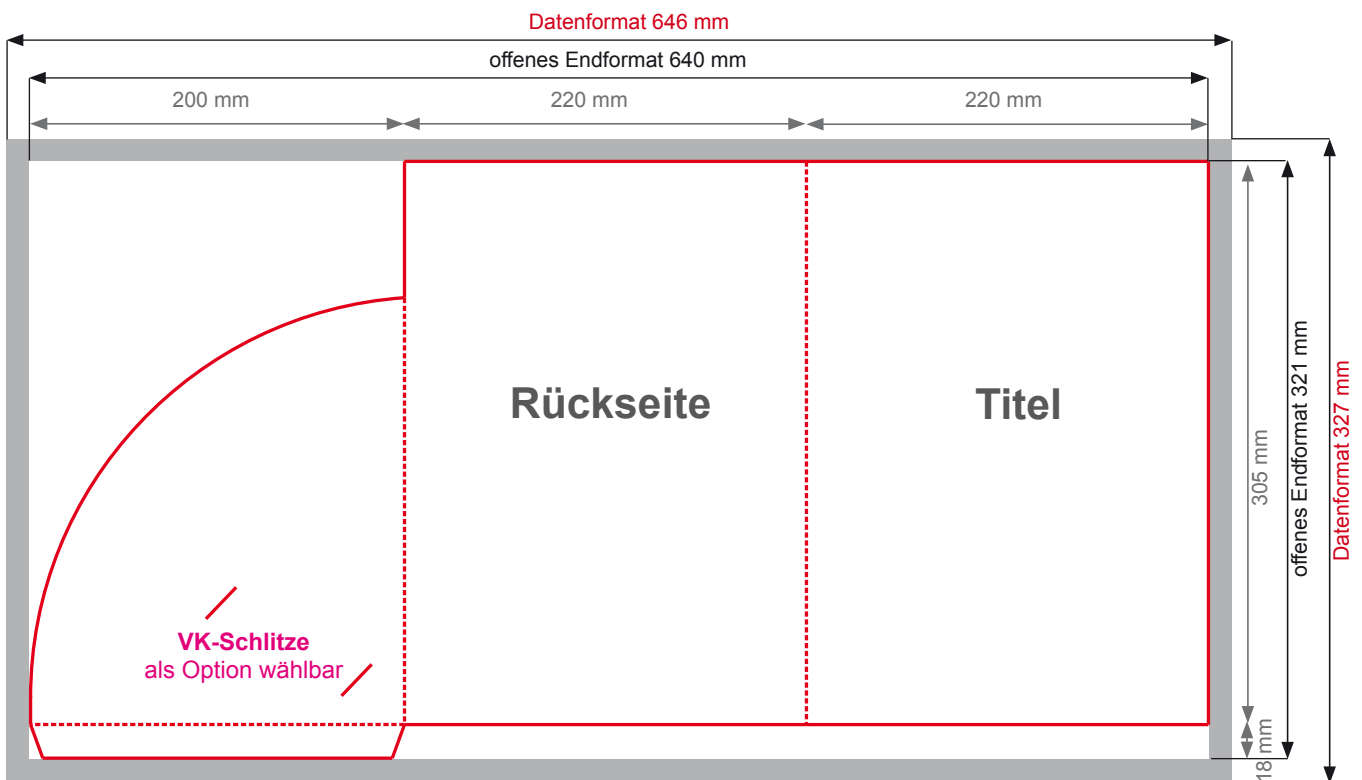 Datenformat 646 mm
offenes Endformat 640 mm
200 mm
220 mm
220 mm
Rückseite
Titel
VK-Schlitze
als Option wählbar
305 mm
18 mm
offenes Endformat 321 mm
Datenformat 327 mm